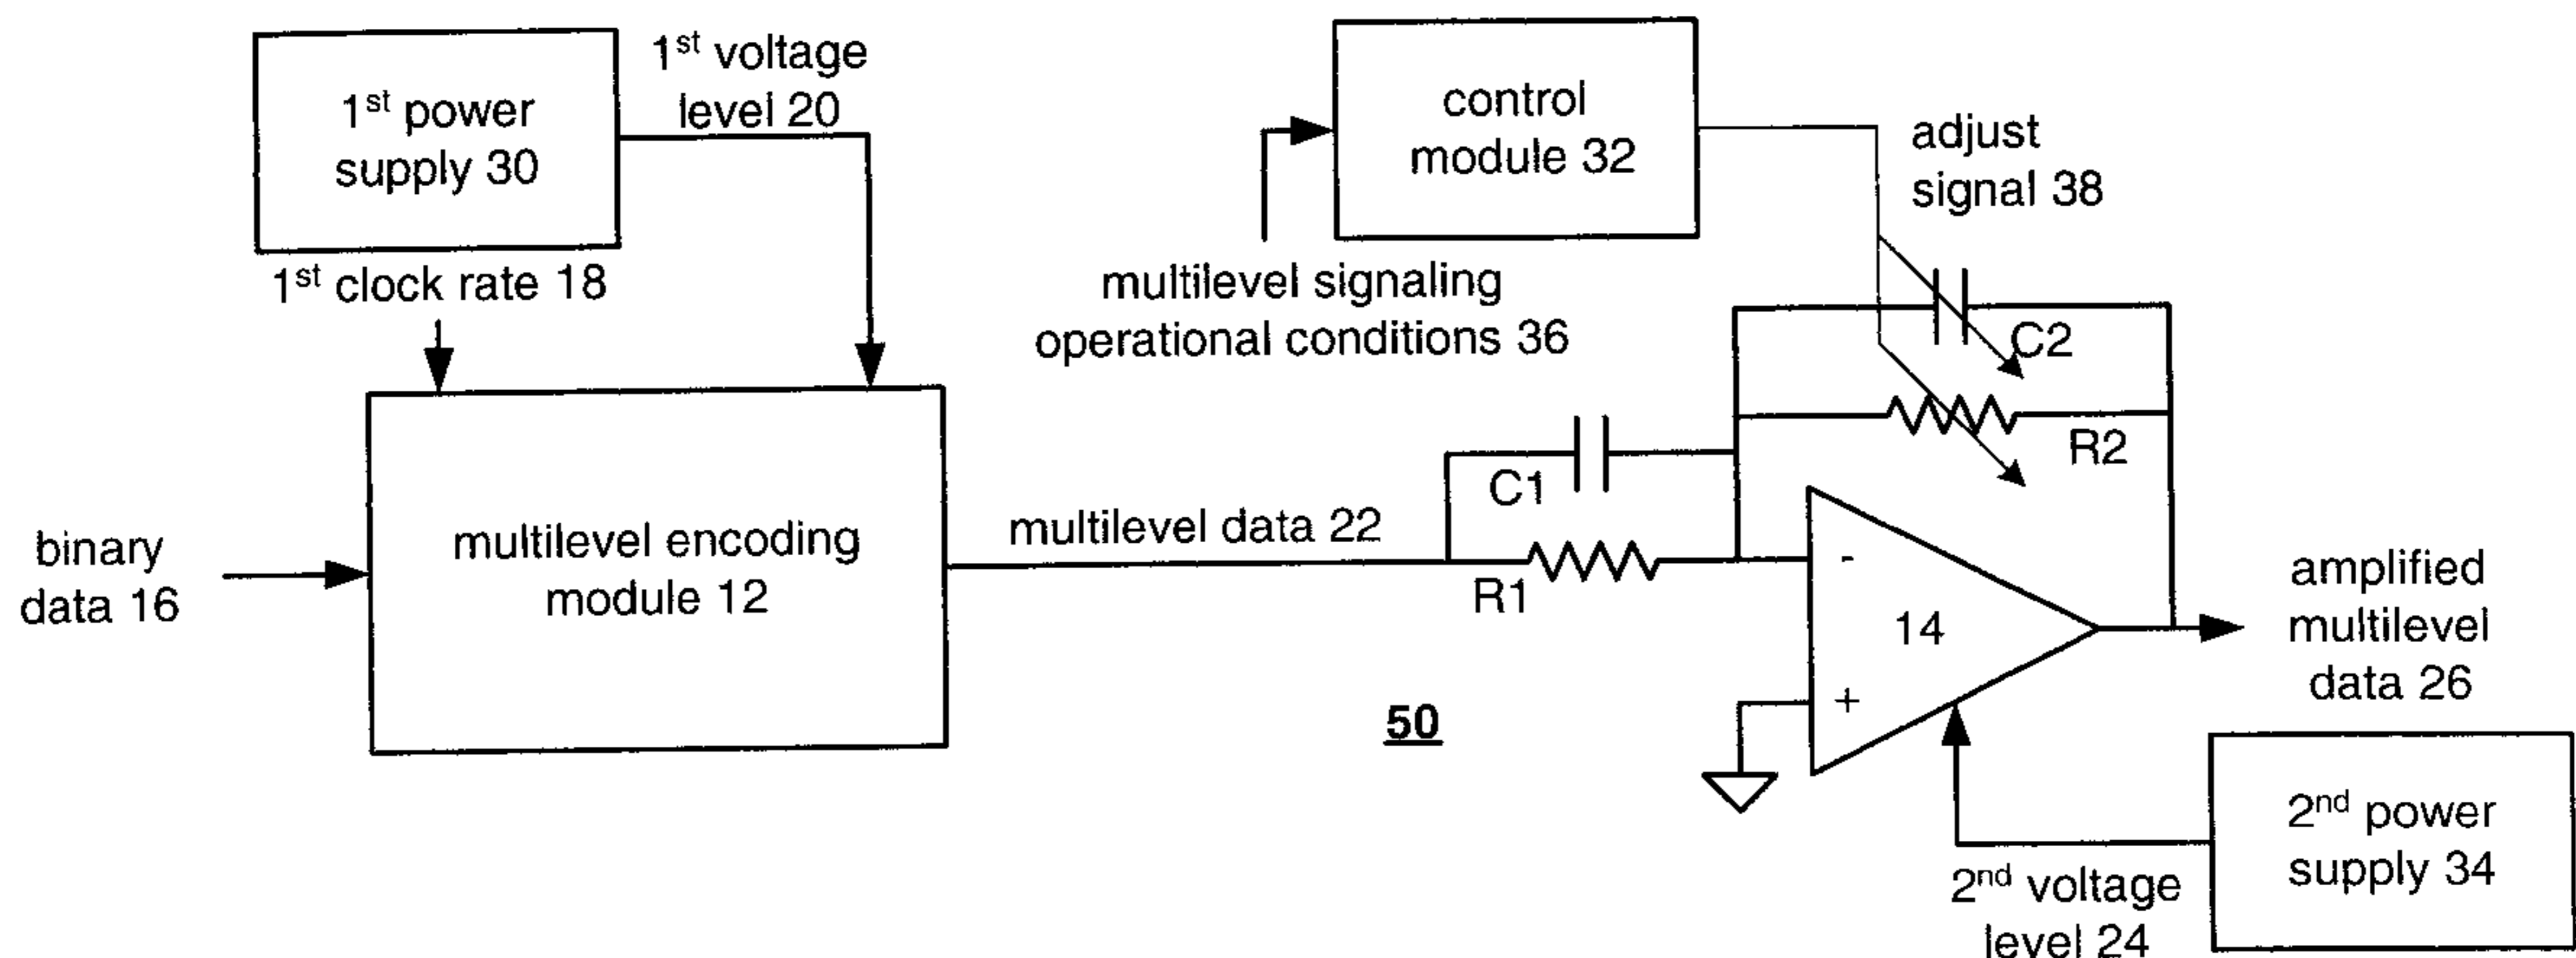 1st power
supply 30
1st voltage
level 20
1st clock rate 18
control
module 32
adjust
signal 38
multilevel signaling
operational conditions 36
C2
R2
C1
R1
binary
data 16
multilevel encoding
module 12
multilevel data 22
-
+
14
amplified
multilevel
data 26
50
2nd power
supply 34
2nd voltage
level 24